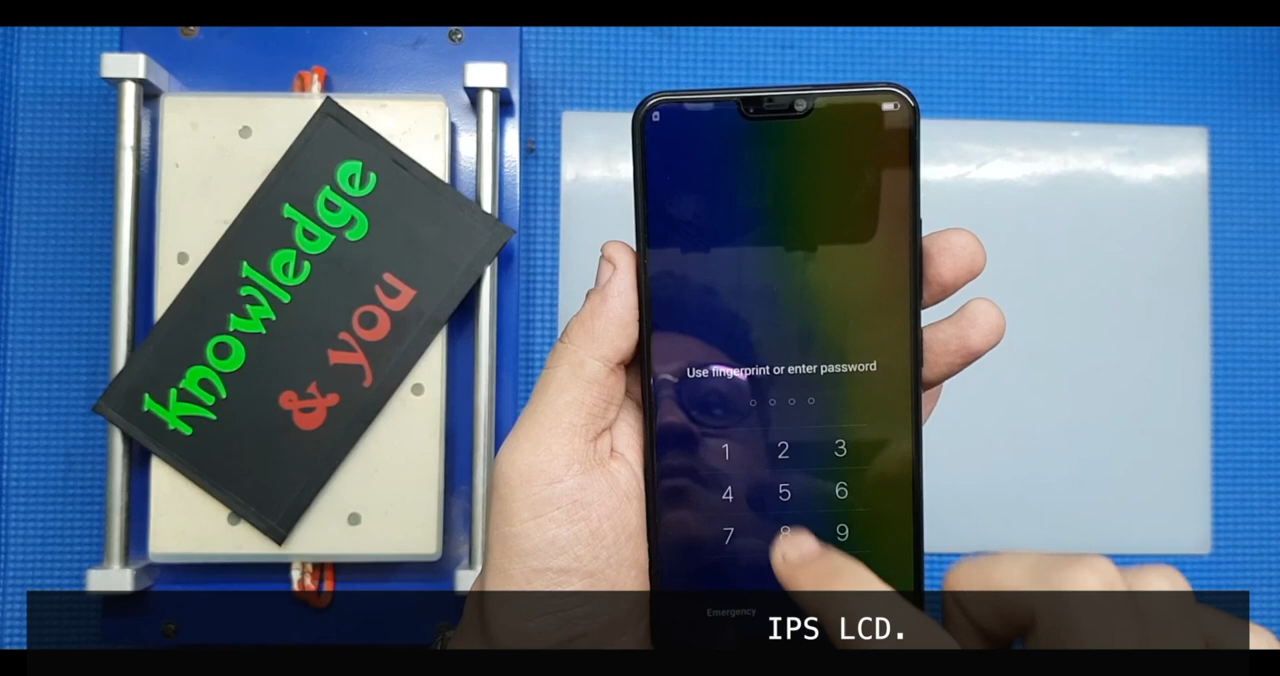 knowledge
& you
Use fingerprint or enter password
1 2 3
4 5 6
7 8 9
Emergency
IPS LCD.